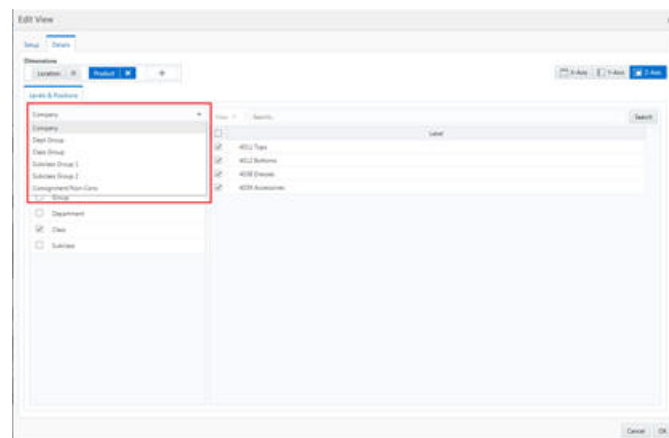 Edit View
Setup Details
Dimensions
Location Product
X-Axis Y-Axis Z-Axis
Levels & Positions
Company
View Search
Search
Company
Label
Dept Group
4011 Tops
Class Group
4012 Bottoms
Subclass Group 1
Subclass Group 2
4039 Accessories
Consignment/Non-Cons
Group
Department
Class
Subclass
Cancel OK